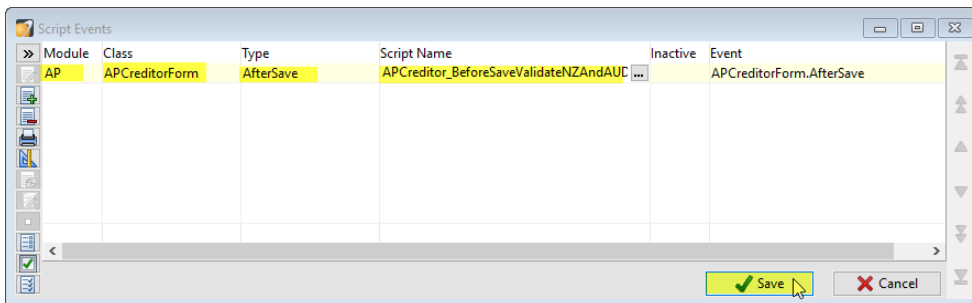 Script Events
Module Class Type Script Name Inactive Event
AP APCreditorForm AfterSave APCreditor_BeforeSaveValidateNZAndAUD ... APCreditorForm.AfterSave
Save Cancel